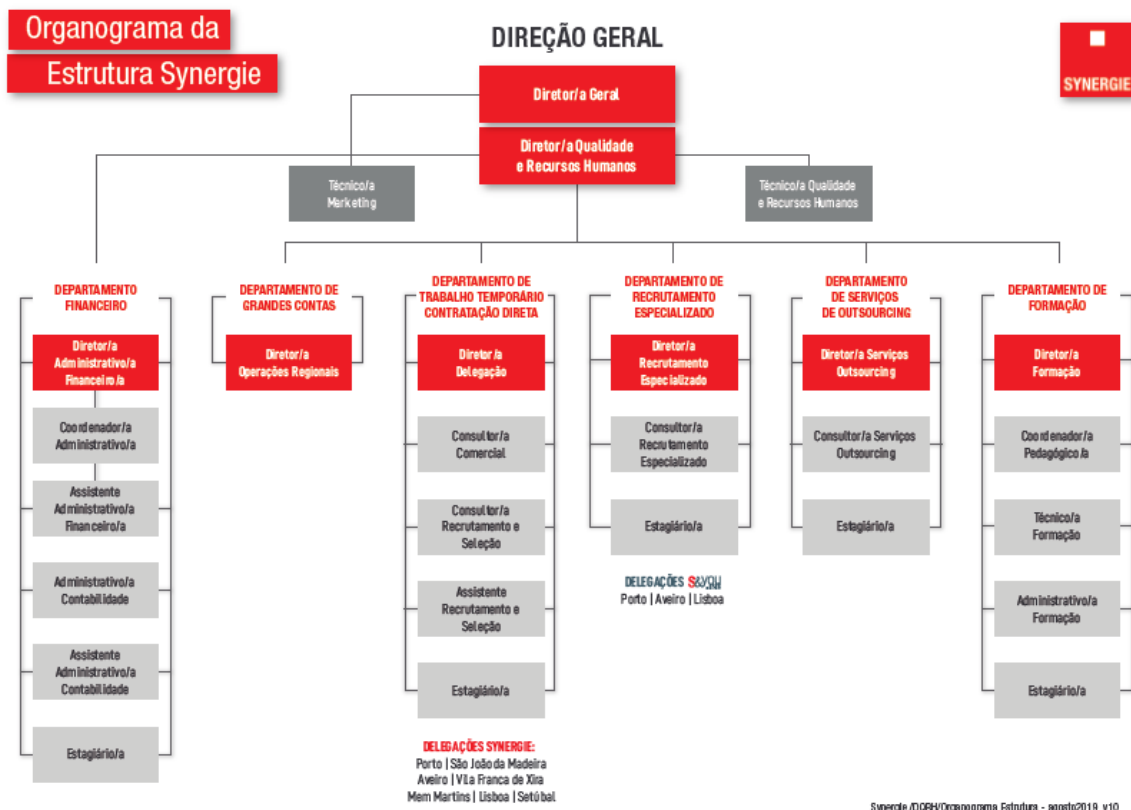 Organograma da
Estrutura Synergie
DIREÇÃO GERAL
SYNERGIE
Diretor/a Geral
Diretor/a Qualidade
e Recursos Humanos
Técnico/a
Marketing
Técnico/a Qualidade
e Recursos Humanos
DEPARTAMENTO
FINANCEIRO
Diretor/a
Administrativo/a
Financeiro/a
Coordenador/a
Administrativo/a
Assistente
Administrativo/a
Financeiro/a
Administrativo/a
Contabilidade
Assistente
Administrativo/a
Contabilidade
Estagiário/a
DEPARTAMENTO DE
GRANDES CONTAS
Diretor/a
Operações Regionais
DEPARTAMENTO DE
TRABALHO TEMPORÁRIO
CONTRATAÇÃO DIRETA
Diretor/a
Delegação
Consultor/a
Comercial
Consultor/a
Recrutamento e
Seleção
Assistente
Recrutamento e
Seleção
Estagiário/a
DELEGAÇÕES SYNERGIE:
Porto | São João da Madeira
Aveiro | Vila Franca de Xira
Mem Martins | Lisboa | Setúbal
DEPARTAMENTO DE
RECRUTAMENTO
ESPECIALIZADO
Diretor/a
Recrutamento
Especializado
Consultor/a
Recrutamento
Especializado
Estagiário/a
DELEGAÇÕES S&YOU
Porto | Aveiro | Lisboa
DEPARTAMENTO
DE SERVIÇOS
DE OUTSOURCING
Diretor/a Serviços
Outsourcing
Consultor/a Serviços
Outsourcing
Estagiário/a
DEPARTAMENTO DE
FORMAÇÃO
Diretor/a
Formação
Coordenador/a
Pedagógico/a
Técnico/a
Formação
Administrativo/a
Formação
Estagiário/a
Synergie /DQRH/Organograma Estrutura - agosto2019_v10